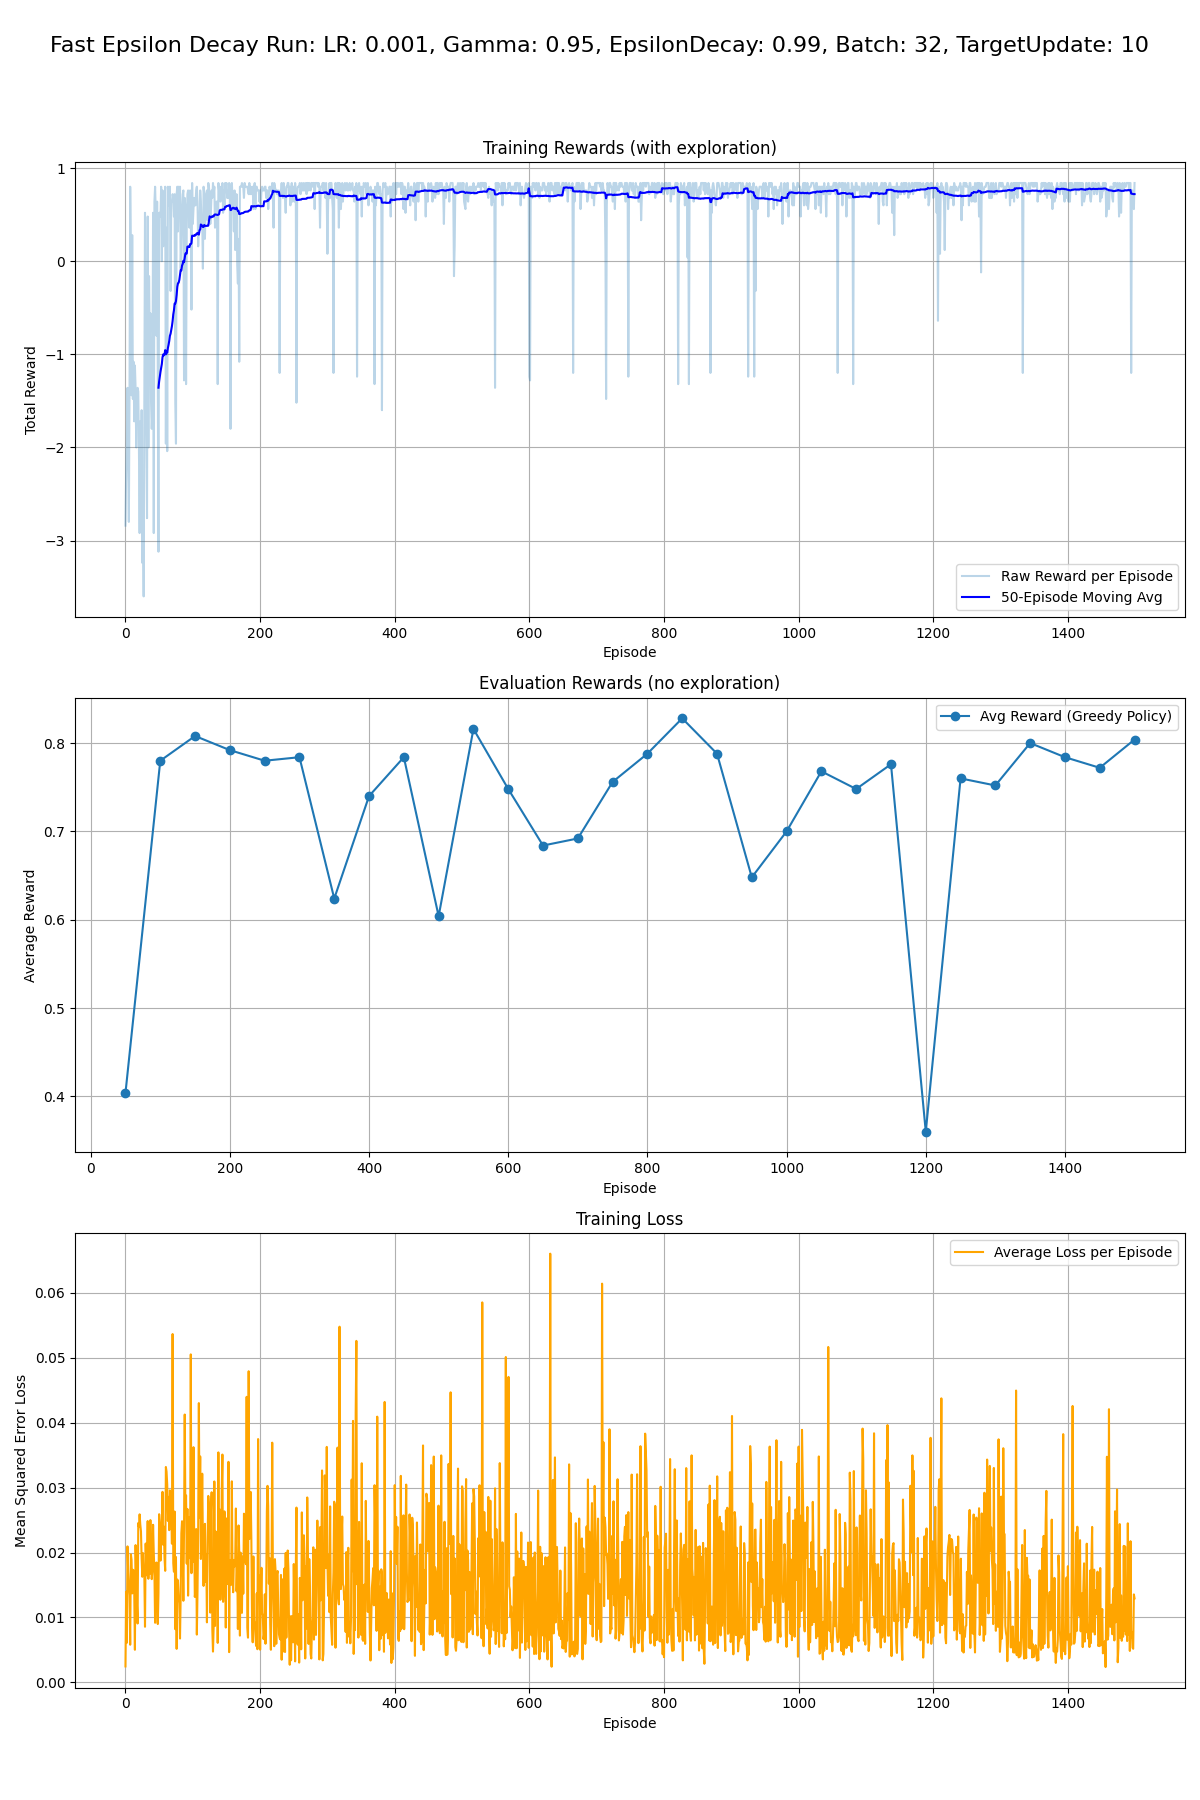 Fast Epsilon Decay Run: LR: 0.001, Gamma: 0.95, EpsilonDecay: 0.99, Batch: 32, TargetUpdate: 10
Training Rewards (with exploration)
Total Reward
1
0
−1
−2
−3
Raw Reward per Episode
50-Episode Moving Avg
0 200 400 600 800 1000 1200 1400
Episode
Evaluation Rewards (no exploration)
Average Reward
Avg Reward (Greedy Policy)
0.8
0.7
0.6
0.5
0.4
0 200 400 600 800 1000 1200 1400
Episode
Training Loss
Mean Squared Error Loss
Average Loss per Episode
0.06
0.05
0.04
0.03
0.02
0.01
0.00
0 200 400 600 800 1000 1200 1400
Episode